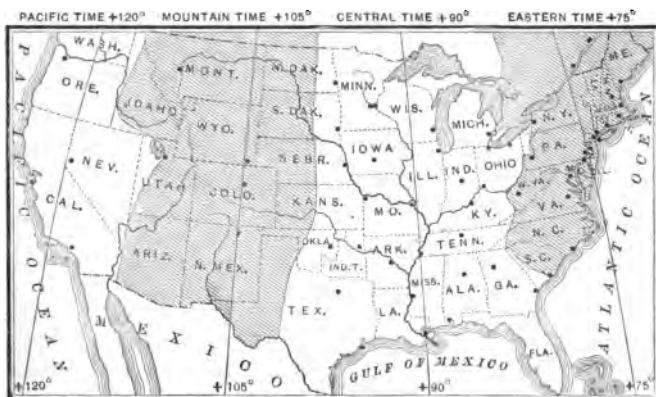 PACIFIC TIME +120° MOUNTAIN TIME +105° CENTRAL TIME +90° EASTERN TIME +75°
WASH.
ORE.
CAL.
NEV.
IDAHO
MONT.
WYO.
UTAH
COLO.
ARIZ.
N. MEX.
N. DAK.
S. DAK.
NEBR.
KANS.
OKLA.
IND. T.
TEX.
MINN.
IOWA
MO.
ARK.
LA.
WIS.
ILL.
MICH.
IND.
OHIO
KY.
TENN.
MISS.
ALA.
GA.
FLA.
S.C.
N.C.
VA.
W.VA.
PA.
N.Y.
VT.
ME.
PACIFIC OCEAN
MEXICO
GULF OF MEXICO
ATLANTIC OCEAN
+120° +105° +90° +75°